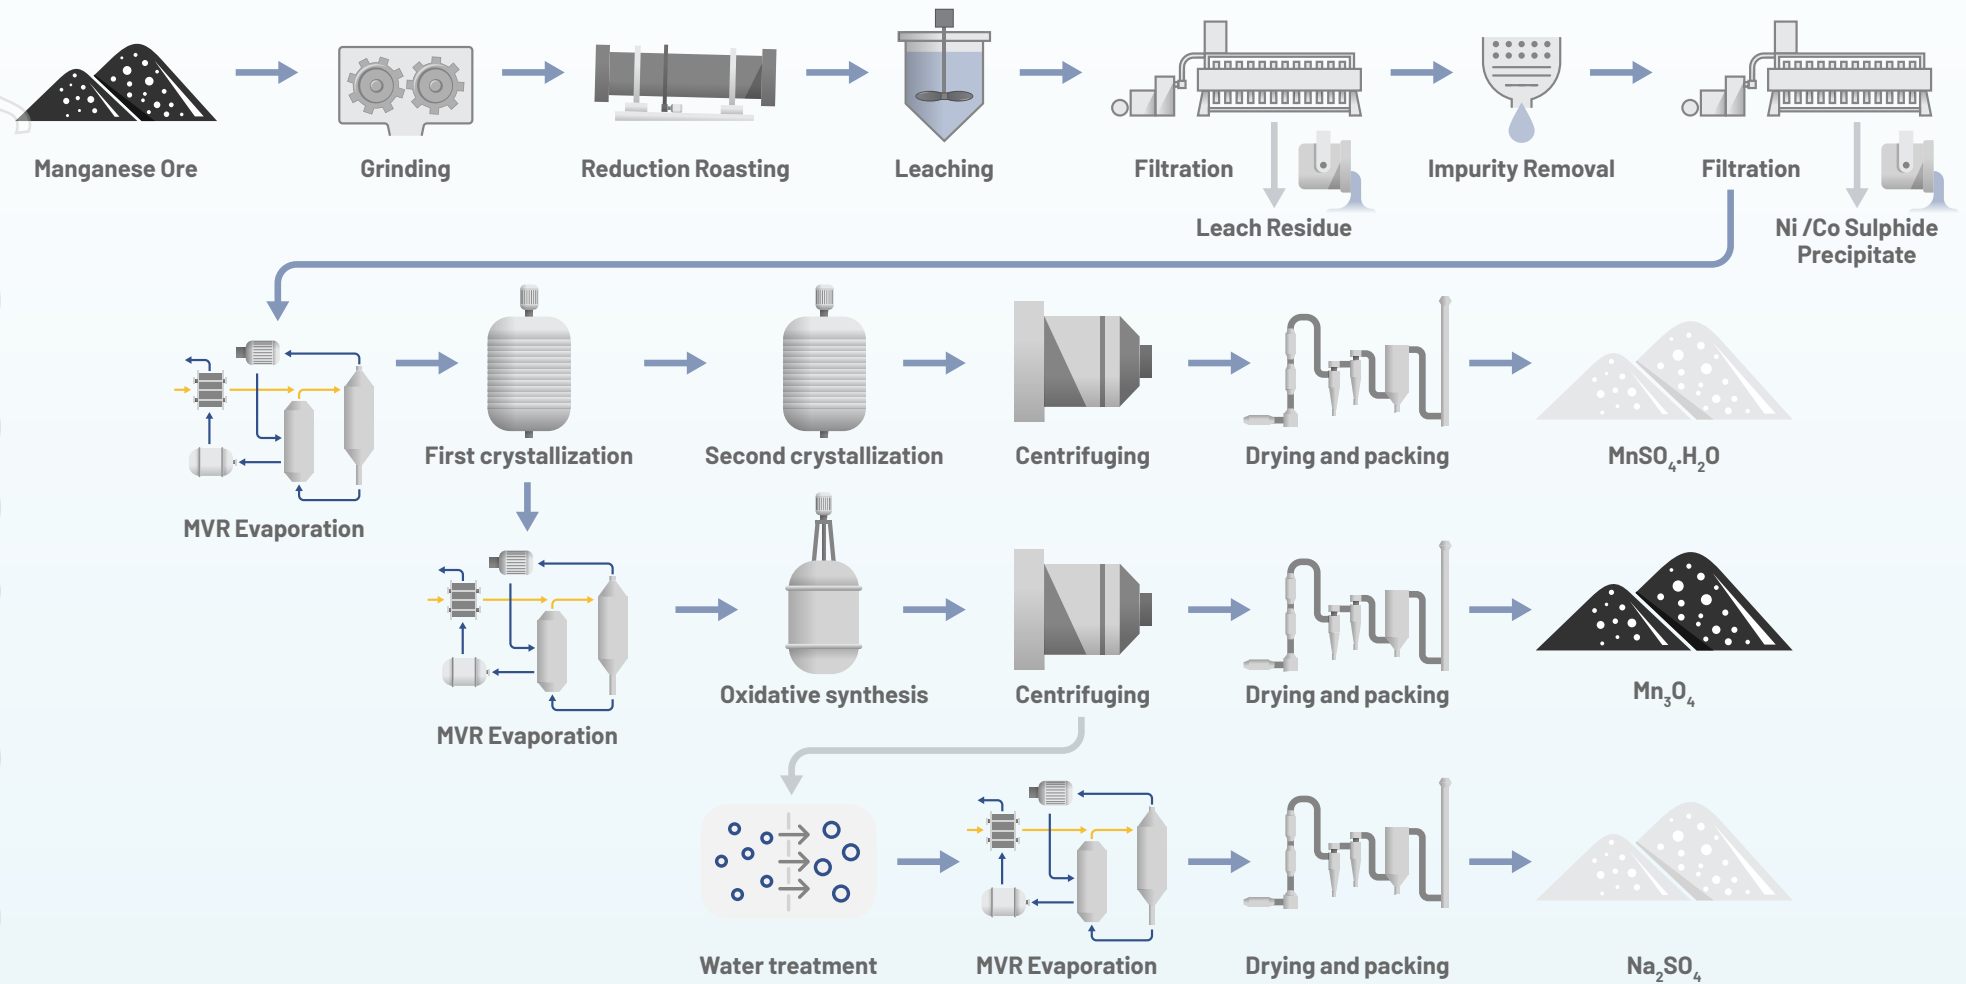 Manganese Ore
Grinding
Reduction Roasting
Leaching
Filtration
Impurity Removal
Filtration
Leach Residue
Ni /Co Sulphide
Precipitate
First crystallization
Second crystallization
Centrifuging
Drying and packing
MnSO₄.H₂O
MVR Evaporation
Oxidative synthesis
Centrifuging
Drying and packing
Mn₃O₄
MVR Evaporation
Water treatment
MVR Evaporation
Drying and packing
Na₂SO₄